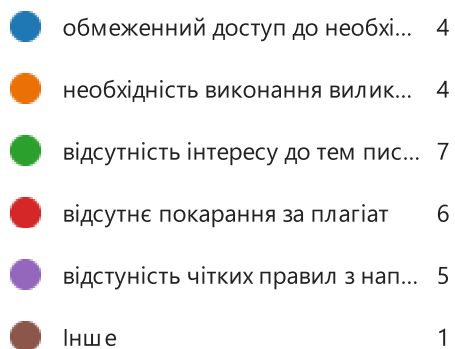 обмеженний доступ до необхі... 4
необхідність виконання вилик... 4
відсутність інтересу до тем пис... 7
відсутнє покарання за плагіат 6
відстуність чітких правил з нап... 5
Інше 1